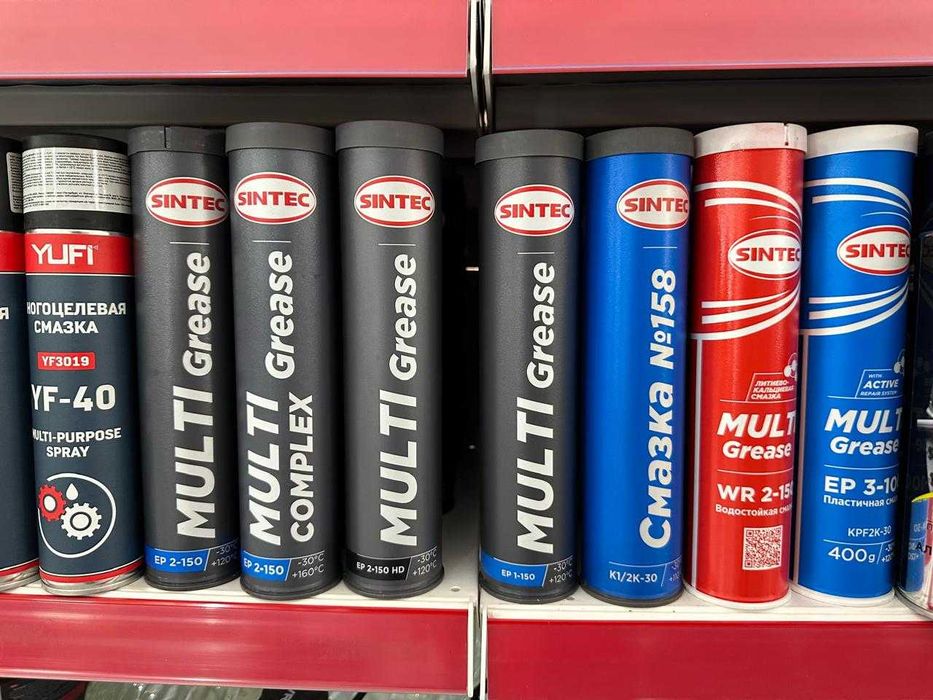 YUFI
НОГОЦЕЛЕВАЯ
СМАЗКА
YF3019
YF-40
MULTI-PURPOSE
SPRAY
SINTEC
MULTI Grease
EP 2-150
-30°C
+120°C
SINTEC
MULTI Grease
COMPLEX
EP 2-150
-30°C
+160°C
SINTEC
MULTI Grease
EP 2-150 HD
-30°C
+120°C
SINTEC
MULTI Grease
EP 1-150
-30°C
+120°C
SINTEC
Смазка №158
K1/2K-30
-30
SINTEC
ЛИТИЕВО-
КАЛЬЦИЕВАЯ
СМАЗКА
MULTI
Grease
WR 2-150
Водостойкая
SINTEC
WITH
ACTIVE
REPAIR SYSTEM
MULT
Grease
EP 3-10
Пластичная
KPF2K-30
400g